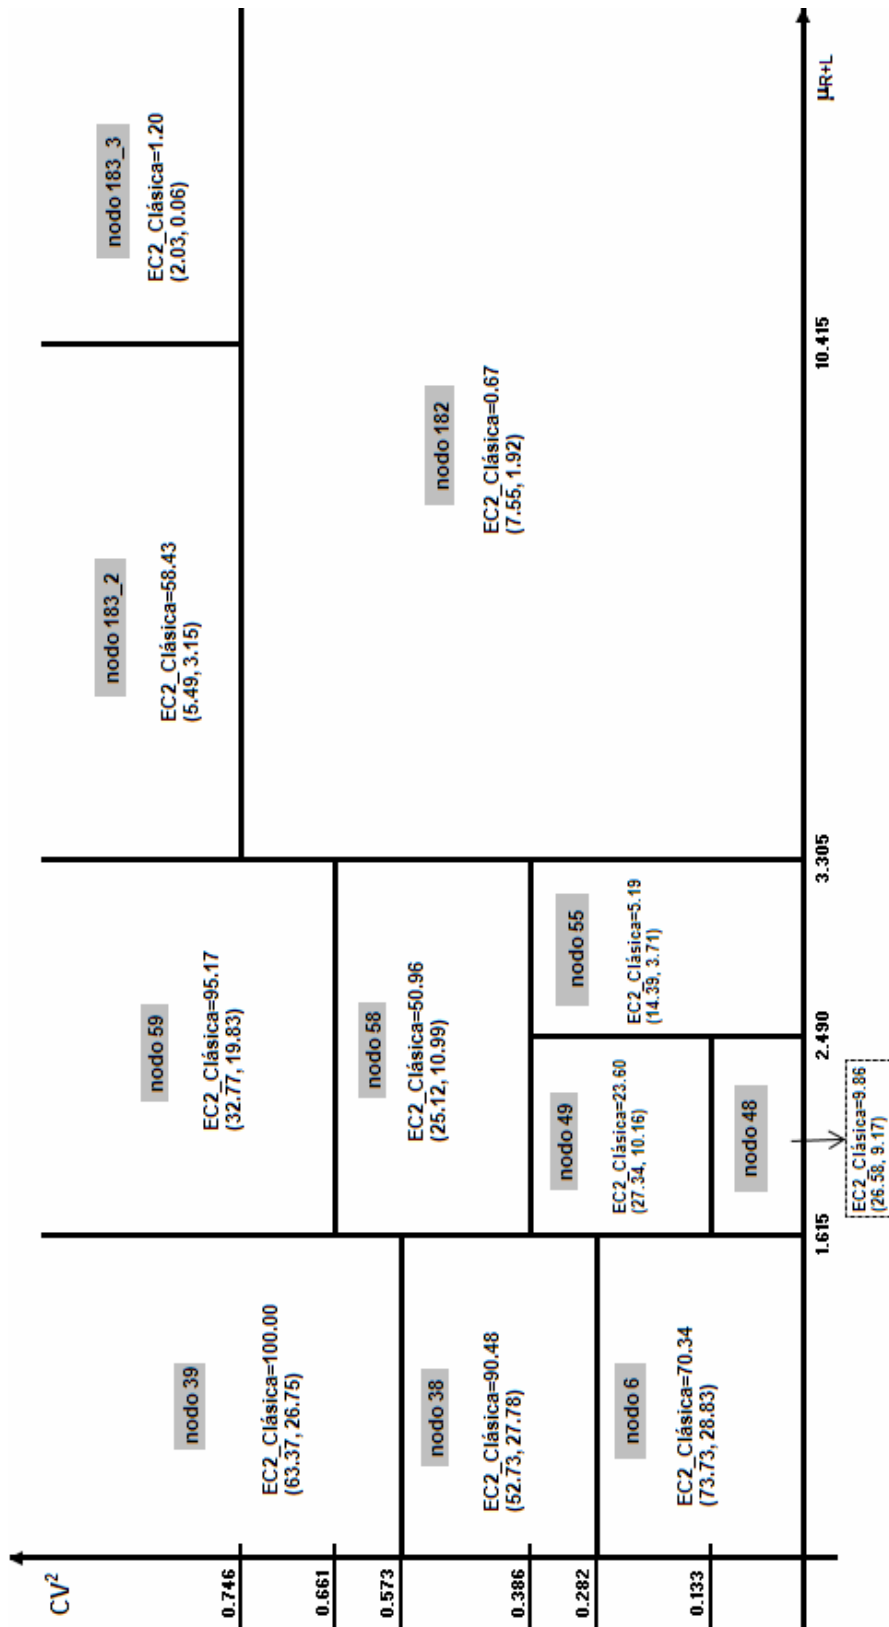 CV²
0.746
0.661
0.573
0.386
0.282
0.133
nodo 39
EC2_Clásica=100.00
(63.37, 26.75)
nodo 38
EC2_Clásica=90.48
(52.73, 27.78)
nodo 6
EC2_Clásica=70.34
(73.73, 28.83)
nodo 59
EC2_Clásica=95.17
(32.77, 19.83)
nodo 58
EC2_Clásica=50.96
(25.12, 10.99)
nodo 49
EC2_Clásica=23.60
(27.34, 10.16)
nodo 48
EC2_Clásica=9.86
(26.58, 9.17)
nodo 55
EC2_Clásica=5.19
(14.39, 3.71)
nodo 183_2
EC2_Clásica=58.43
(5.49, 3.15)
nodo 183_3
EC2_Clásica=1.20
(2.03, 0.06)
nodo 182
EC2_Clásica=0.67
(7.55, 1.92)
1.615
2.490
3.305
10.415
μR+L